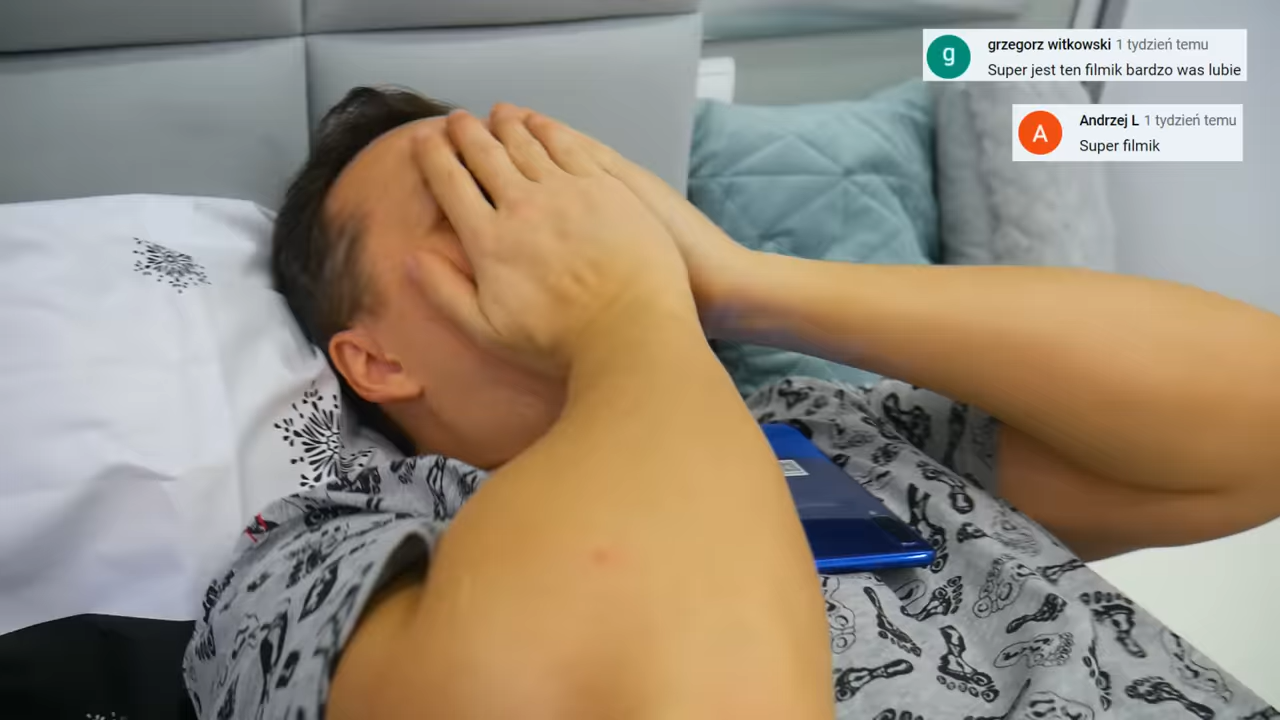 g
grzegorz witkowski 1 tydzień temu
Super jest ten filmik bardzo was lubie
A
Andrzej L 1 tydzień temu
Super filmik